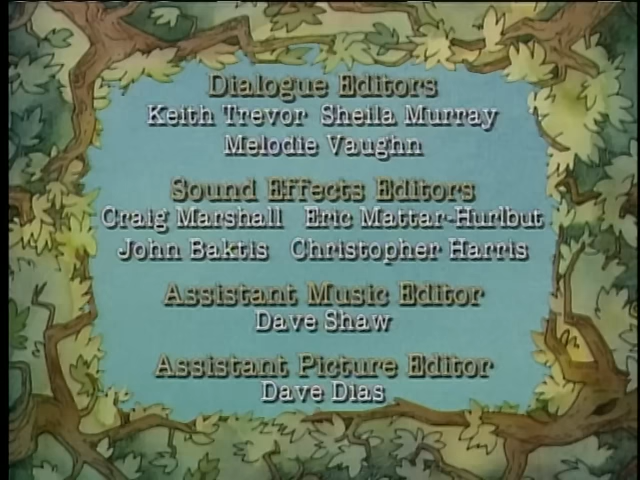 Dialogue Editors
Keith Trevor Sheila Murray
Melodie Vaughn
Sound Effects Editors
Craig Marshall Eric Mattar-Hurlbut
John Baktis Christopher Harris
Assistant Music Editor
Dave Shaw
Assistant Picture Editor
Dave Dias